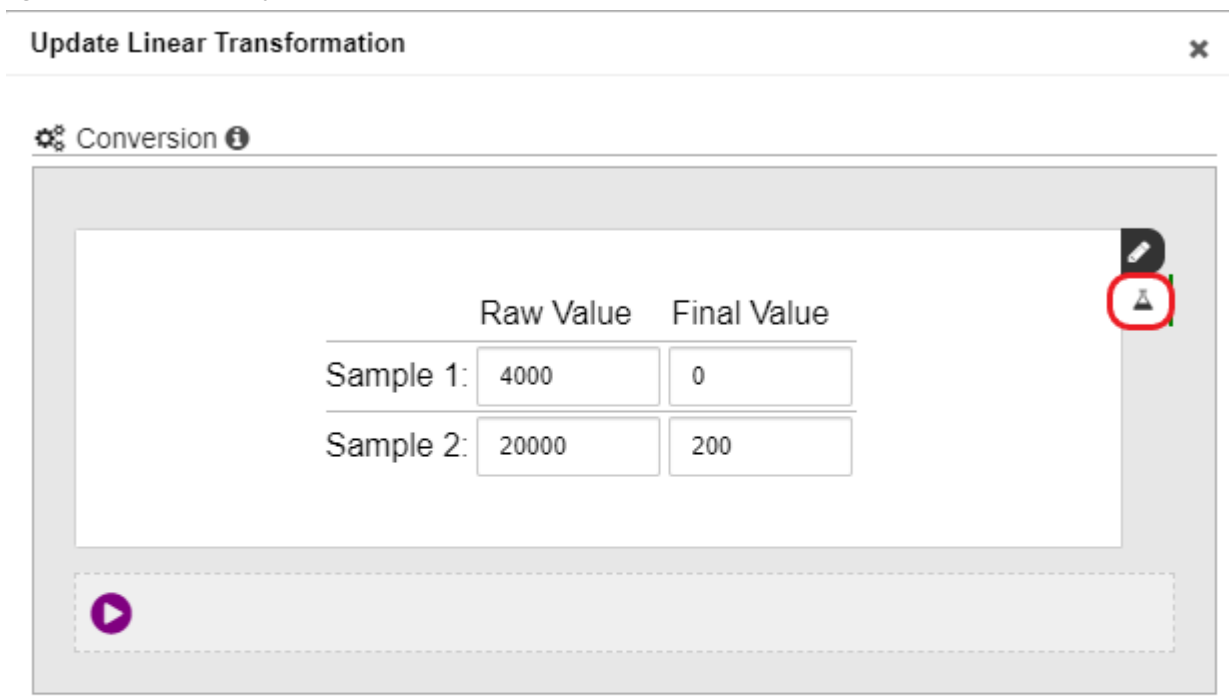 Update Linear Transformation
Conversion
Raw Value Final Value
Sample 1: 4000 0
Sample 2: 20000 200